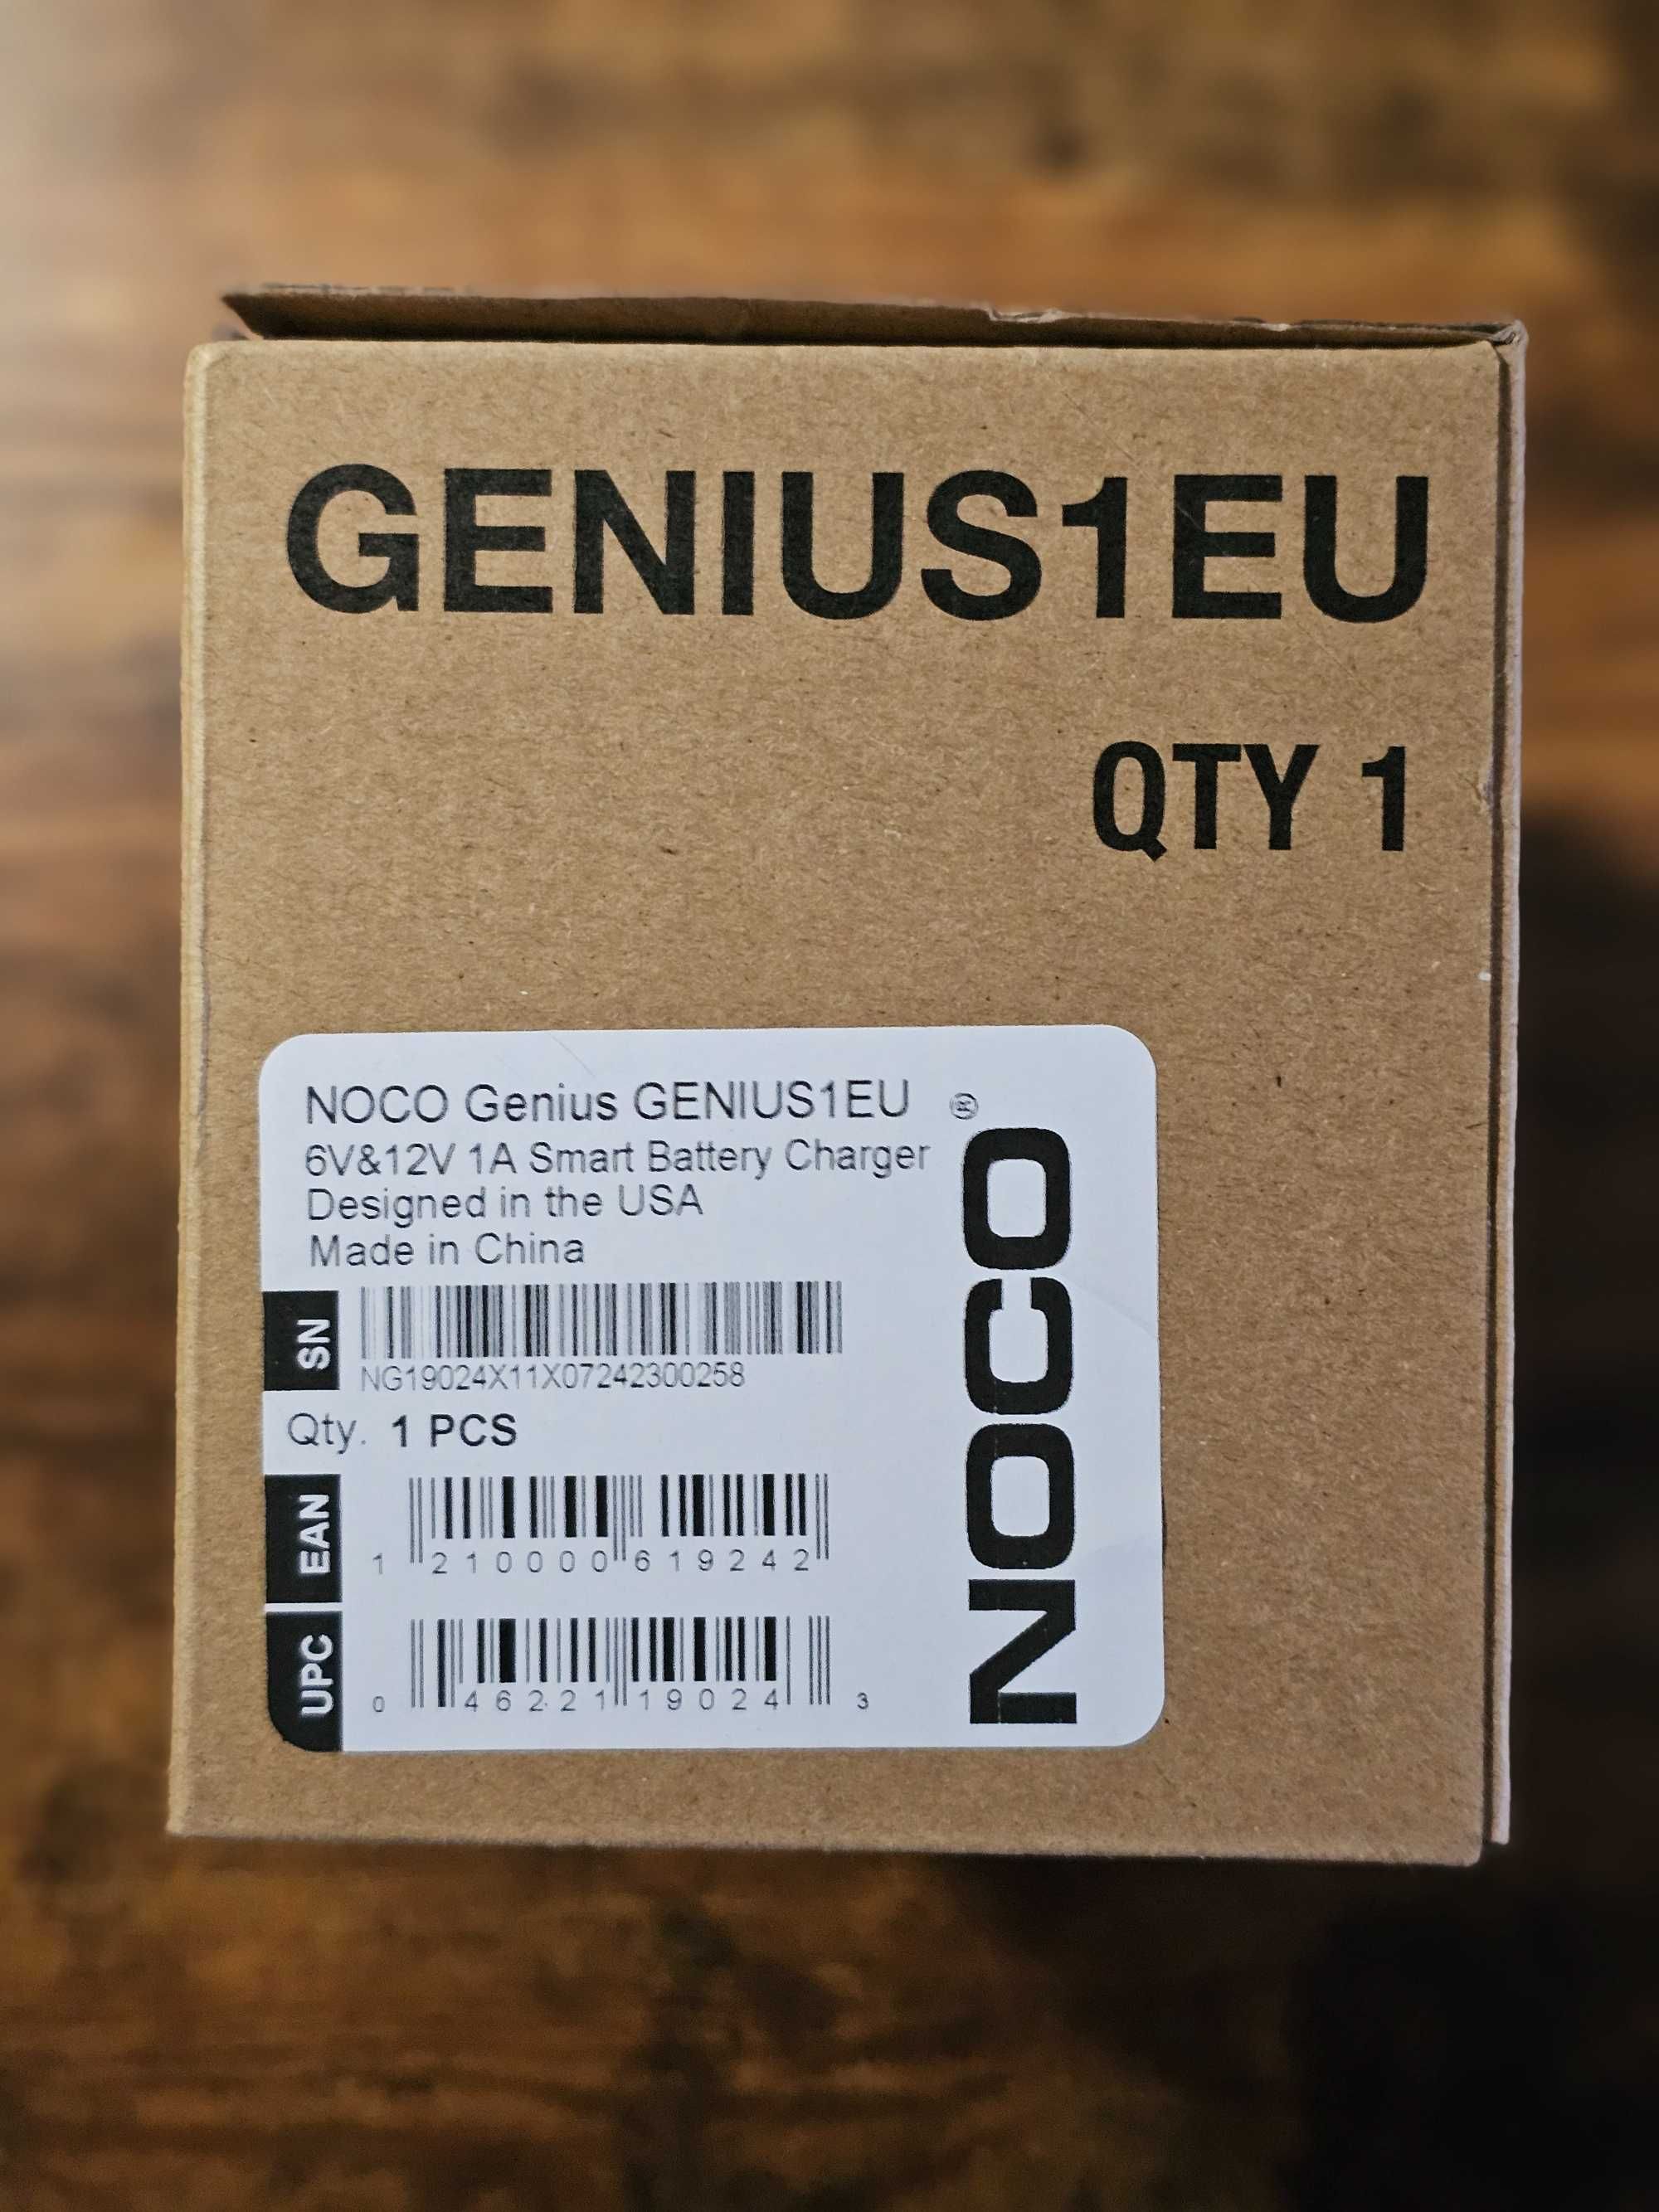 GENIUS1EU
QTY 1
NOCO Genius GENIUS1EU
6V&12V 1A Smart Battery Charger
Designed in the USA
Made in China
SN
NG19024X11X07242300258
Qty. 1 PCS
EAN
1 210000 619242
UPC
0 46221 19024 3
NOCO®